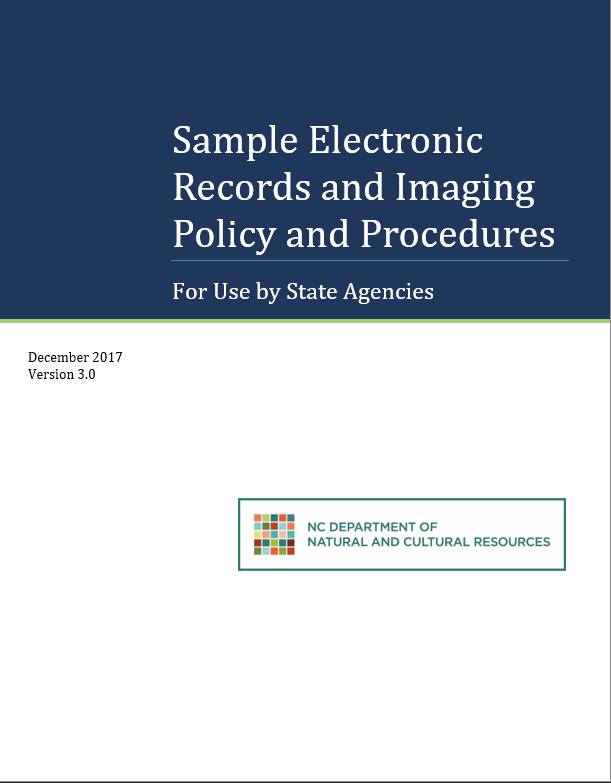 Sample Electronic
Records and Imaging
Policy and Procedures
For Use by State Agencies
December 2017
Version 3.0
NC DEPARTMENT OF
NATURAL AND CULTURAL RESOURCES